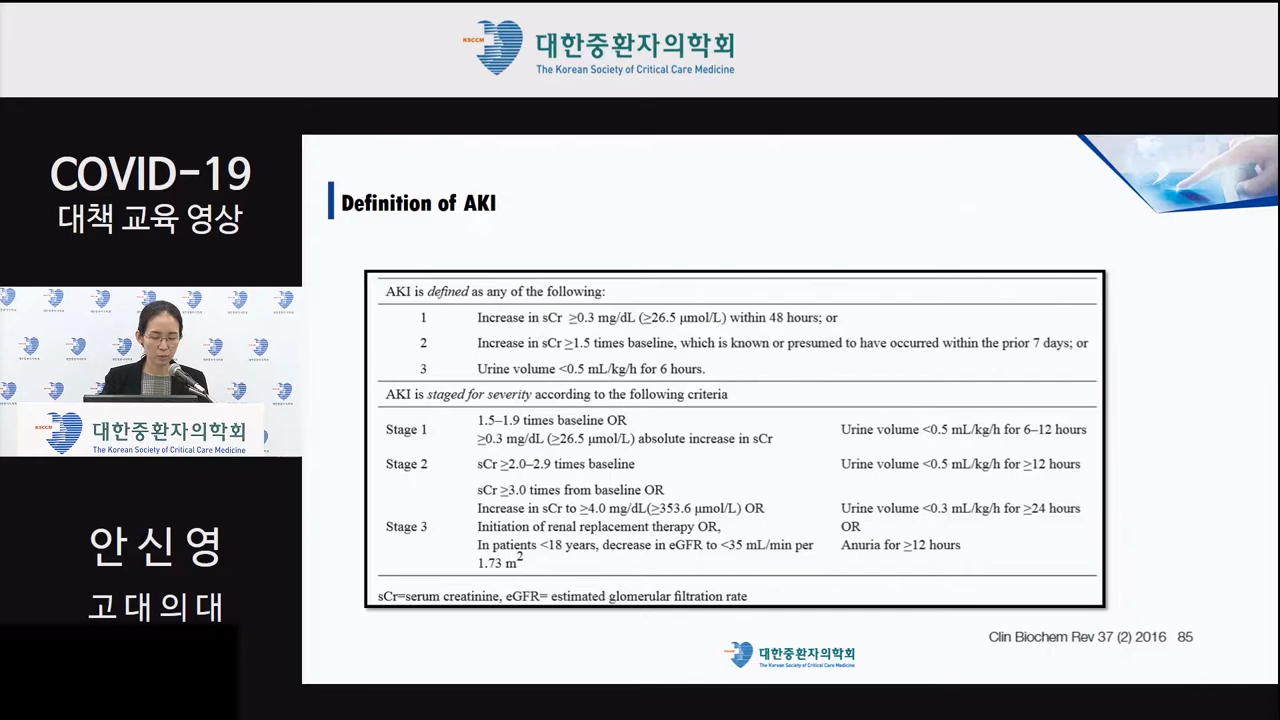 KSCCM
대한중환자의학회
The Korean Society of Critical Care Medicine
COVID-19
대책 교육 영상
KSCCM
대한중환자의학회
The Korean Society of Critical Care Medicine
안신영
고대의대
Definition of AKI
AKI is defined as any of the following:
1 Increase in sCr ≥0.3 mg/dL (≥26.5 μmol/L) within 48 hours; or
2 Increase in sCr ≥1.5 times baseline, which is known or presumed to have occurred within the prior 7 days; or
3 Urine volume <0.5 mL/kg/h for 6 hours.
AKI is staged for severity according to the following criteria
Stage 1
1.5–1.9 times baseline OR
≥0.3 mg/dL (≥26.5 μmol/L) absolute increase in sCr
Urine volume <0.5 mL/kg/h for 6–12 hours
Stage 2 sCr ≥2.0–2.9 times baseline Urine volume <0.5 mL/kg/h for ≥12 hours
Stage 3
sCr ≥3.0 times from baseline OR
Increase in sCr to ≥4.0 mg/dL(≥353.6 μmol/L) OR
Initiation of renal replacement therapy OR,
In patients <18 years, decrease in eGFR to <35 mL/min per
1.73 m²
Urine volume <0.3 mL/kg/h for ≥24 hours
OR
Anuria for ≥12 hours
sCr=serum creatinine, eGFR= estimated glomerular filtration rate
Clin Biochem Rev 37 (2) 2016 85
대한중환자의학회
The Korean Society of Critical Care Medicine